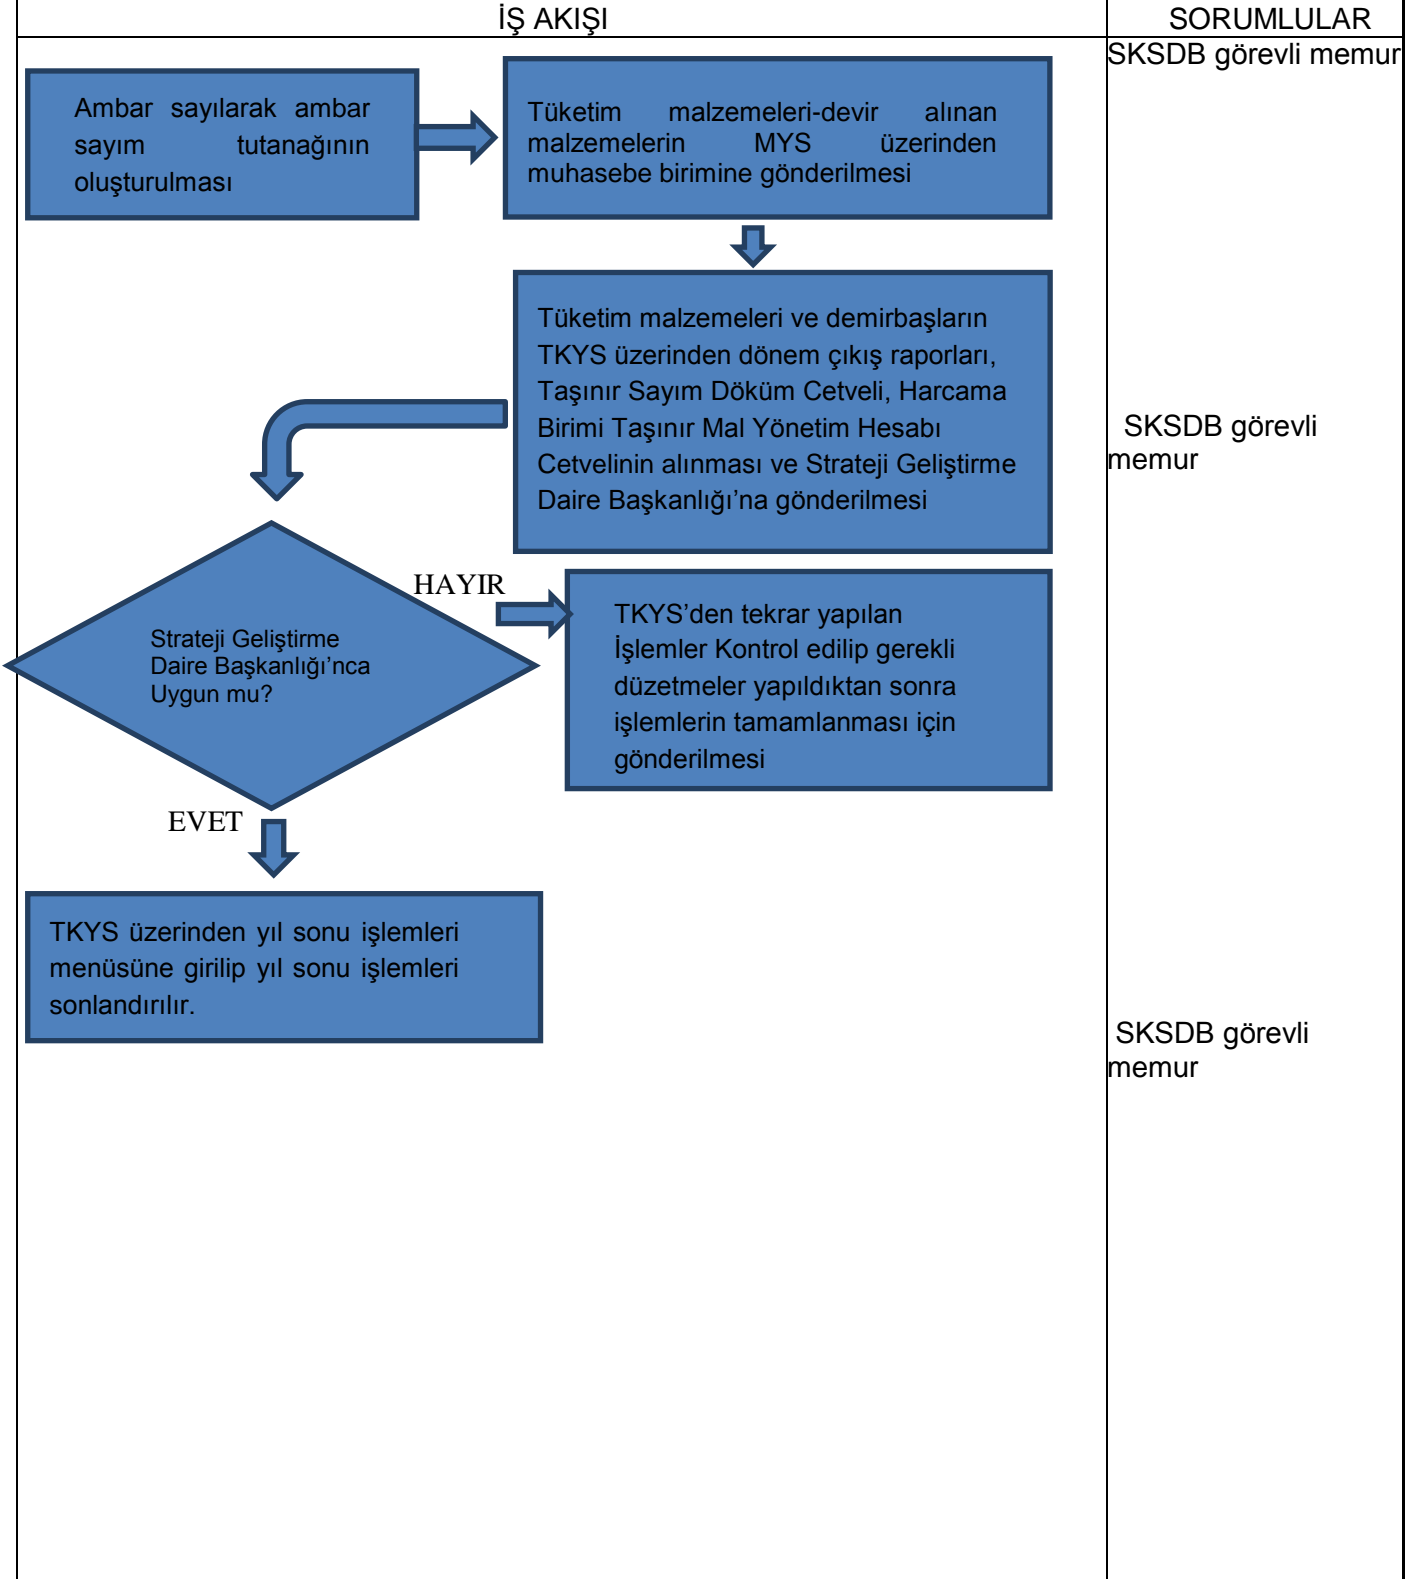 İŞ AKIŞI
SORUMLULAR
SKSDB görevli memur
Ambar sayılarak ambar
sayım tutanağının
oluşturulması
Tüketim malzemeleri-devir alınan
malzemelerin MYS üzerinden
muhasebe birimine gönderilmesi
Tüketim malzemeleri ve demirbaşların
TKYS üzerinden dönem çıkış raporları,
Taşınır Sayım Döküm Cetveli, Harcama
Birimi Taşınır Mal Yönetim Hesabı
Cetvelinin alınması ve Strateji Geliştirme
Daire Başkanlığı’na gönderilmesi
SKSDB görevli
memur
Strateji Geliştirme
Daire Başkanlığı’nca
Uygun mu?
HAYIR
TKYS’den tekrar yapılan
İşlemler Kontrol edilip gerekli
düzetmeler yapıldıktan sonra
işlemlerin tamamlanması için
gönderilmesi
EVET
TKYS üzerinden yıl sonu işlemleri
menüsüne girilip yıl sonu işlemleri
sonlandırılır.
SKSDB görevli
memur